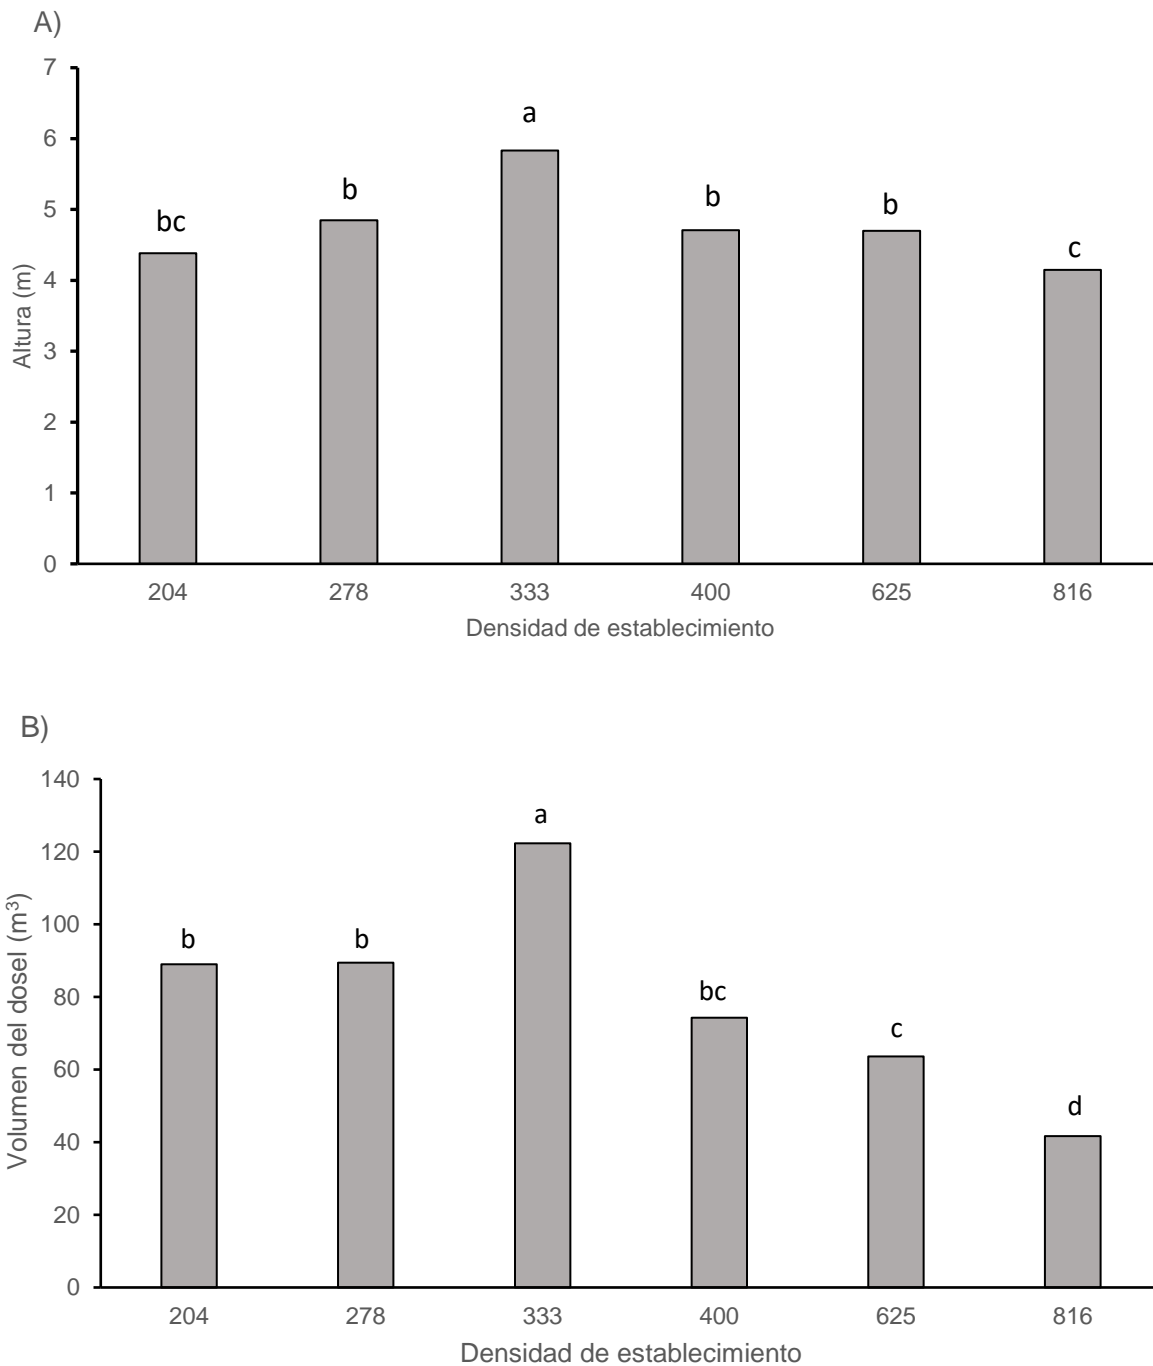 A)
7
6
5
4
3
2
1
0
Altura (m)
bc
b
a
b
b
c
204 278 333 400 625 816
Densidad de establecimiento
B)
140
120
100
80
60
40
20
0
Volumen del dosel (m³)
b
b
a
bc
c
d
204 278 333 400 625 816
Densidad de establecimiento